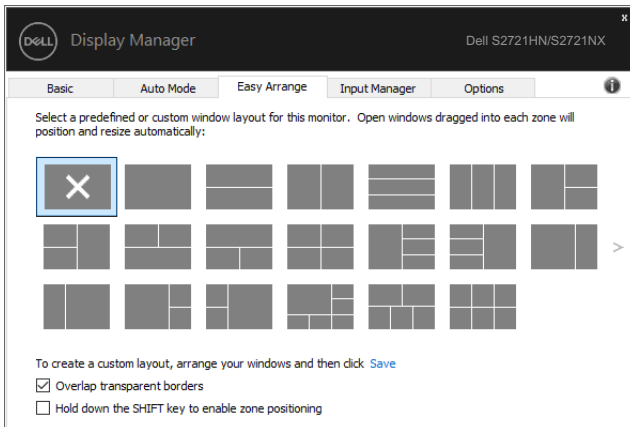 x
DELL Display Manager Dell S2721HN/S2721NX
Basic Auto Mode Easy Arrange Input Manager Options i
Select a predefined or custom window layout for this monitor. Open windows dragged into each zone will
position and resize automatically:
>
To create a custom layout, arrange your windows and then click Save
Overlap transparent borders
Hold down the SHIFT key to enable zone positioning